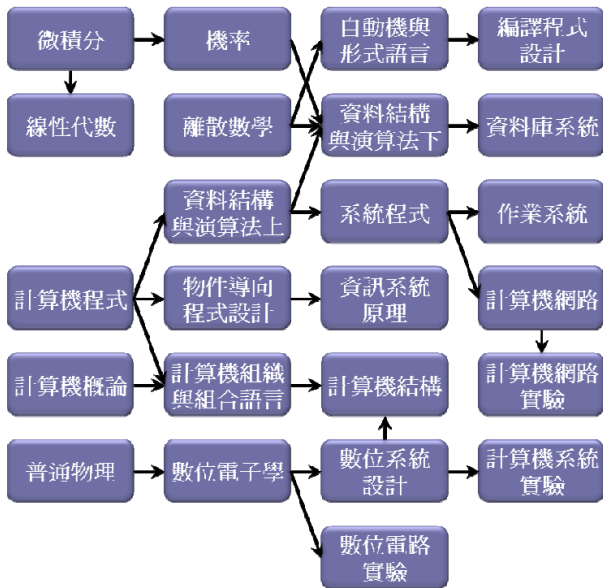 微積分
機率
自動機與
形式語言
編譯程式
設計
線性代數
離散數學
資料結構
與演算法下
資料庫系統
資料結構
與演算法上
系統程式
作業系統
計算機程式
物件導向
程式設計
資訊系統
原理
計算機網路
計算機概論
計算機組織
與組合語言
計算機結構
計算機網路
實驗
普通物理
數位電子學
數位系統
設計
計算機系統
實驗
數位電路
實驗